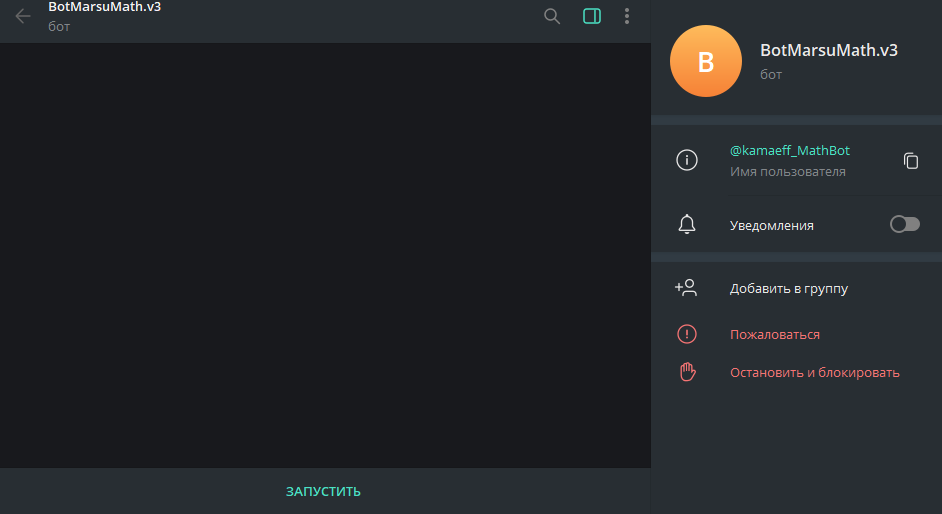 BotMarsuMath.v3
бот
ЗАПУСТИТЬ
B
BotMarsuMath.v3
бот
@kamaeff_MathBot
Имя пользователя
Уведомления
Добавить в группу
Пожаловаться
Остановить и блокировать